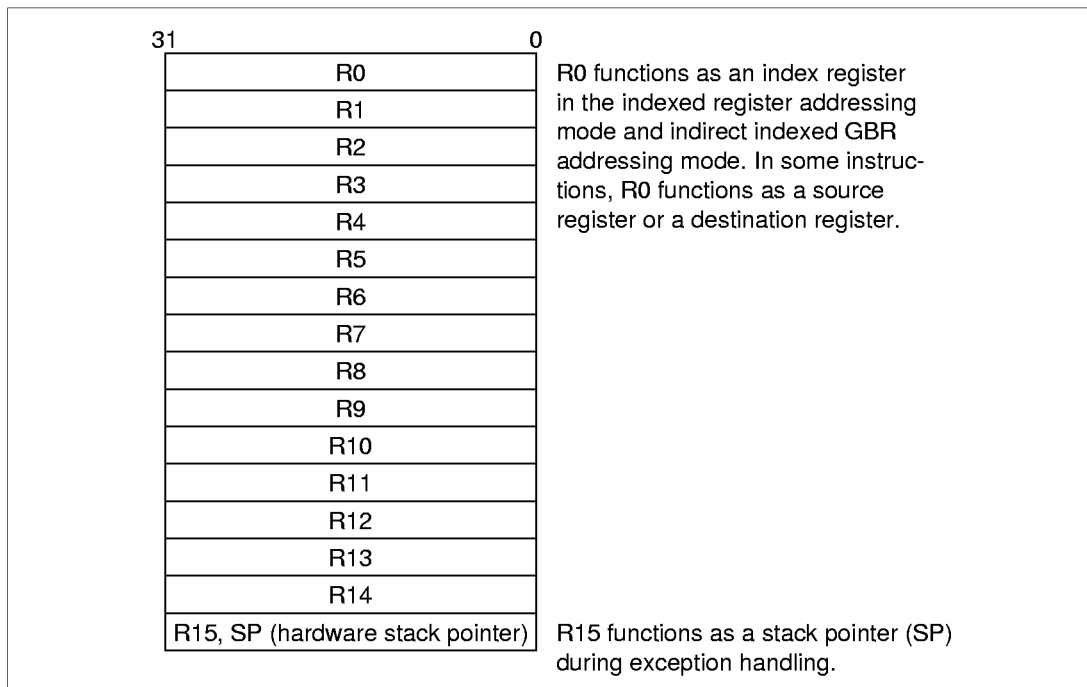 31 0
R0
R1
R2
R3
R4
R5
R6
R7
R8
R9
R10
R11
R12
R13
R14
R15, SP (hardware stack pointer)
R0 functions as an index register
in the indexed register addressing
mode and indirect indexed GBR
addressing mode. In some instruc-
tions, R0 functions as a source
register or a destination register.
R15 functions as a stack pointer (SP)
during exception handling.